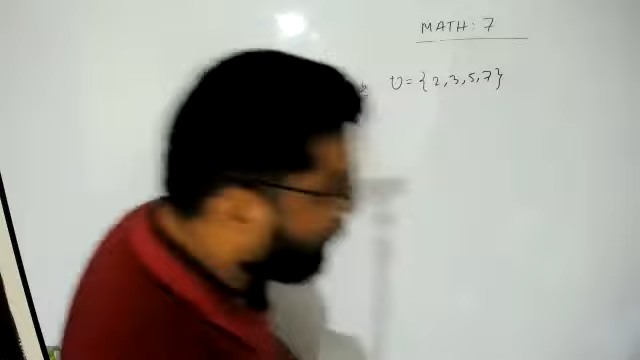 MATH: 7
U = {2, 3, 5, 7}